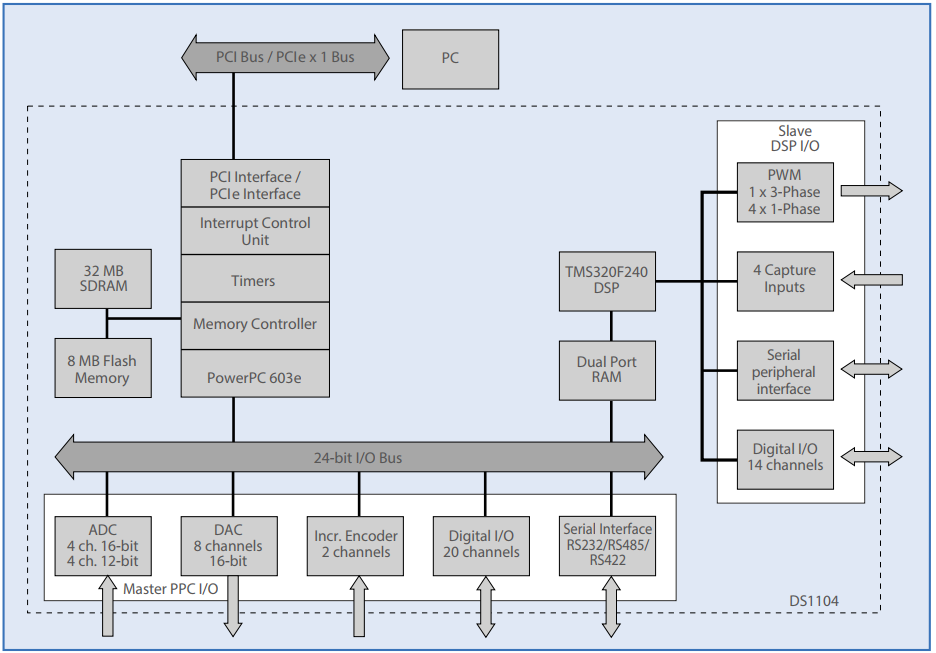 PCI Bus / PCIe x 1 Bus
PC
Slave
DSP I/O
PCI Interface /
PCIe Interface
Interrupt Control
Unit
Timers
Memory Controller
PowerPC 603e
32 MB
SDRAM
8 MB Flash
Memory
TMS320F240
DSP
Dual Port
RAM
PWM
1 x 3-Phase
4 x 1-Phase
4 Capture
Inputs
Serial
peripheral
interface
Digital I/O
14 channels
24-bit I/O Bus
ADC
4 ch. 16-bit
4 ch. 12-bit
DAC
8 channels
16-bit
Incr. Encoder
2 channels
Digital I/O
20 channels
Serial Interface
RS232/RS485/
RS422
Master PPC I/O
DS1104